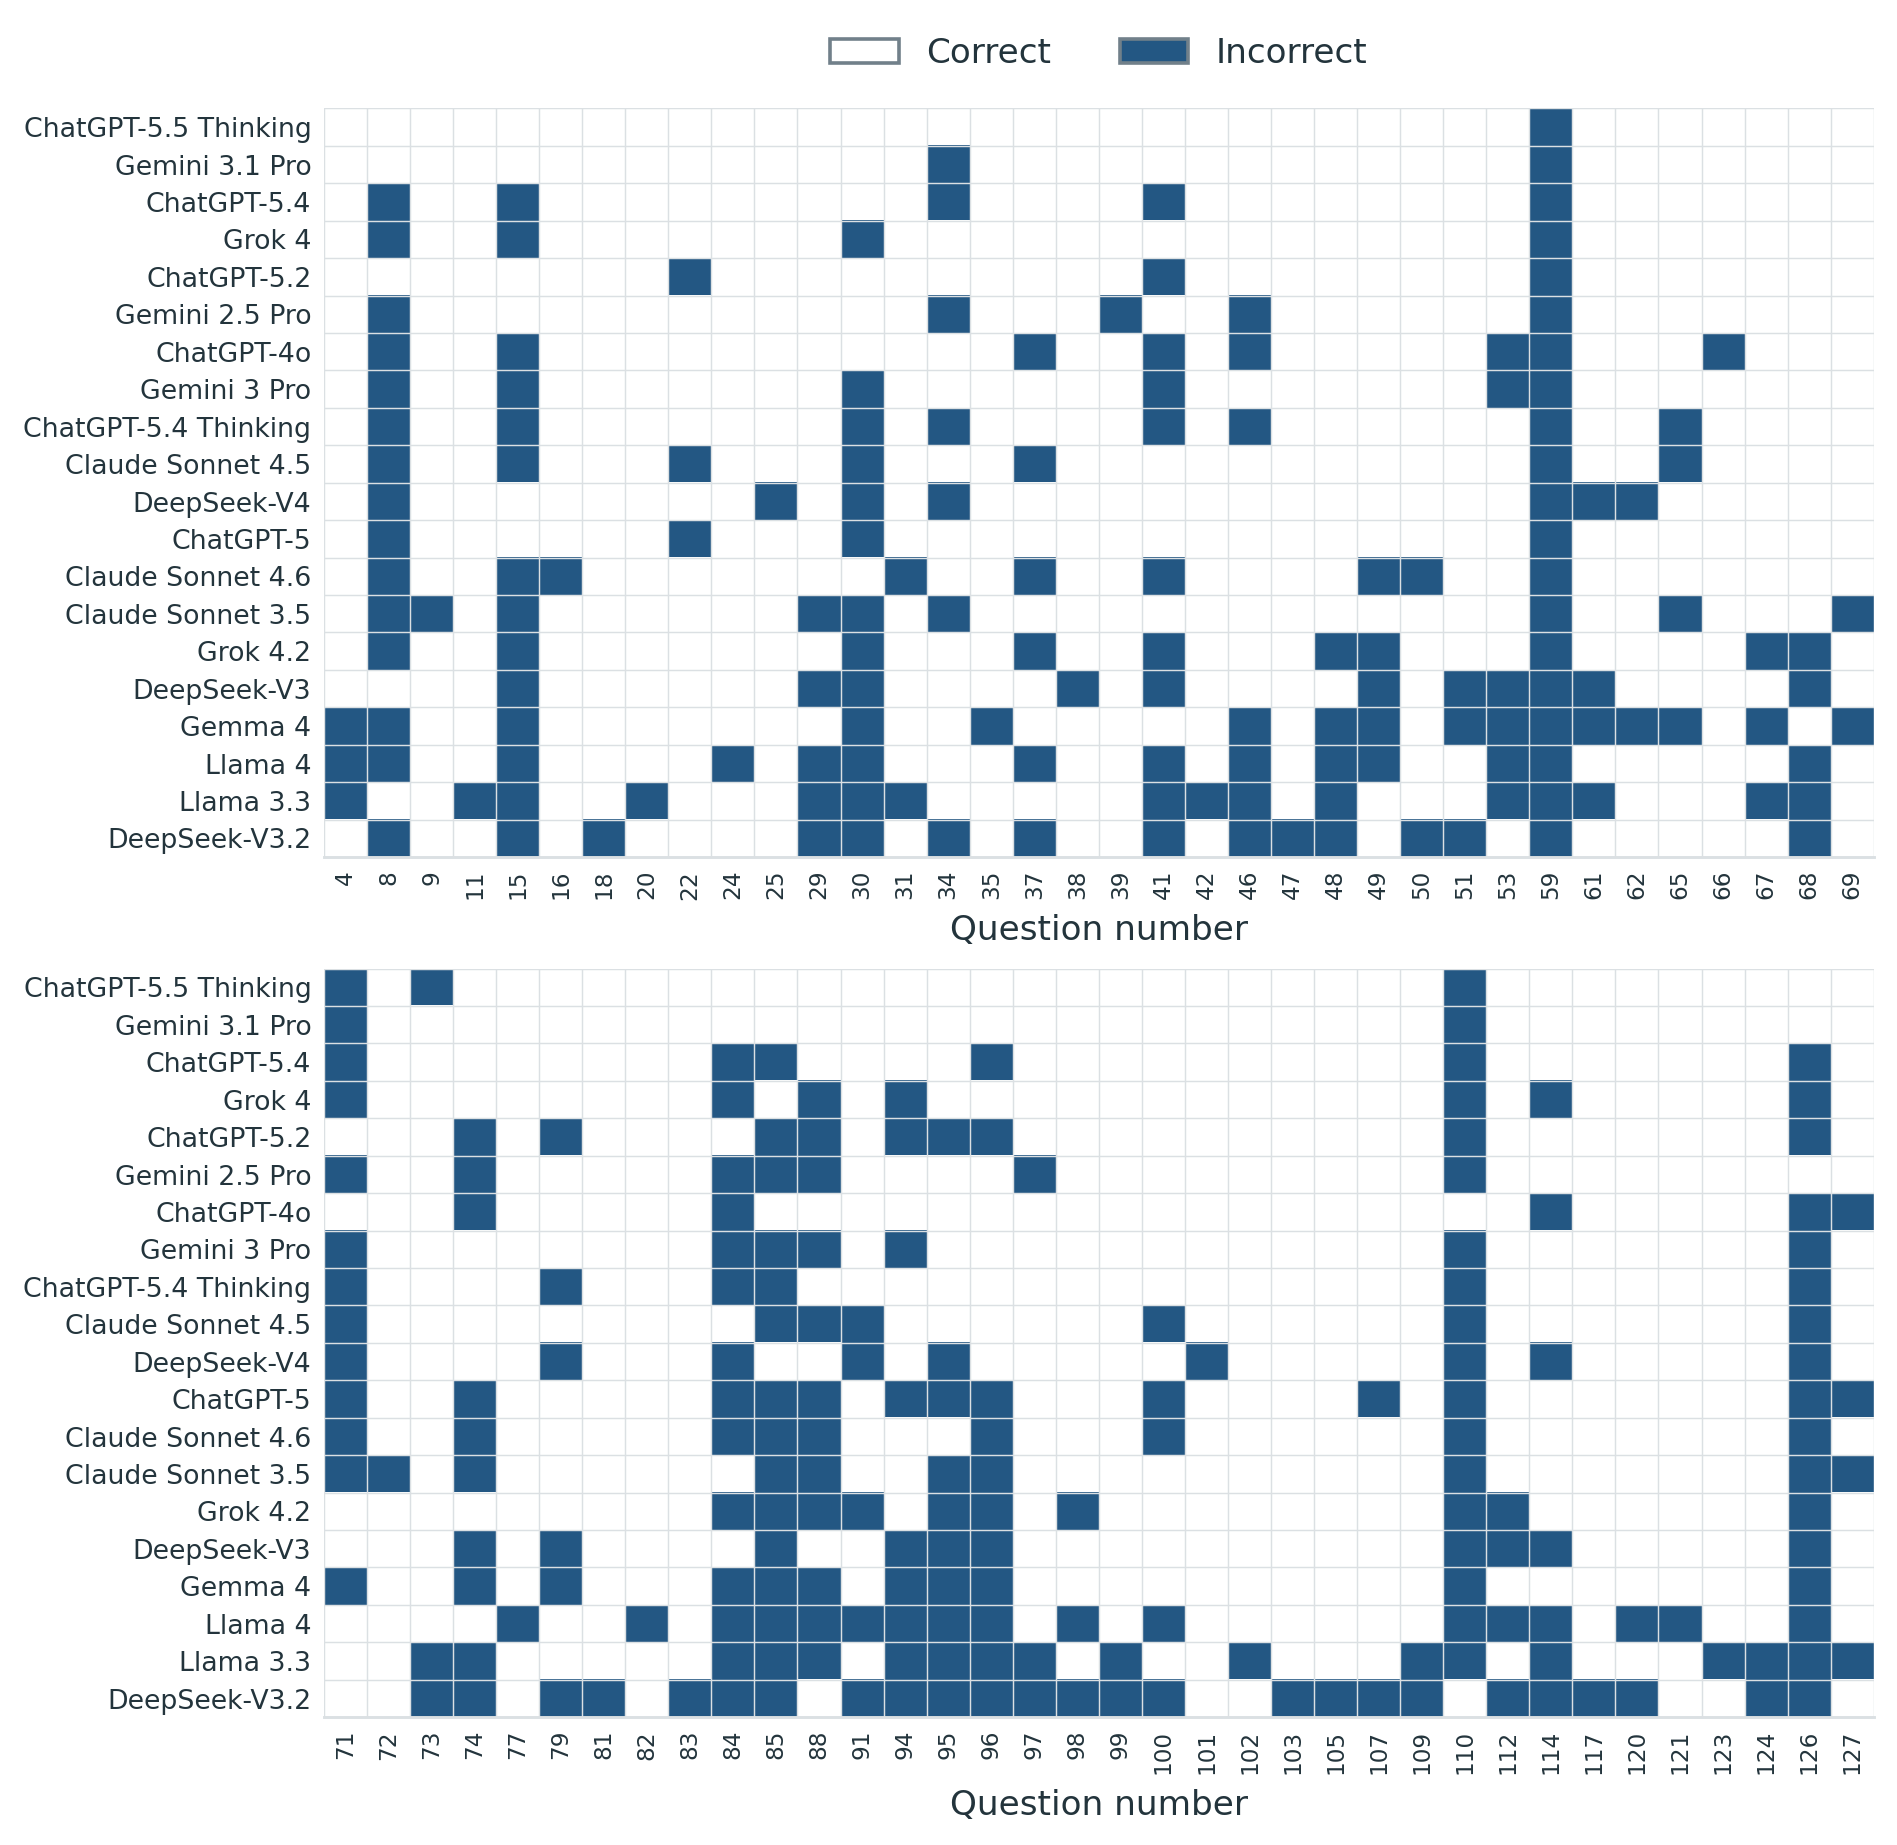 Correct Incorrect
ChatGPT-5.5 Thinking
Gemini 3.1 Pro
ChatGPT-5.4
Grok 4
ChatGPT-5.2
Gemini 2.5 Pro
ChatGPT-4o
Gemini 3 Pro
ChatGPT-5.4 Thinking
Claude Sonnet 4.5
DeepSeek-V4
ChatGPT-5
Claude Sonnet 4.6
Claude Sonnet 3.5
Grok 4.2
DeepSeek-V3
Gemma 4
Llama 4
Llama 3.3
DeepSeek-V3.2
4 8 9 11 15 16 18 20 22 24 25 29 30 31 34 35 37 38 39 41 42 46 47 48 49 50 51 53 59 61 62 65 66 67 68 69
Question number
ChatGPT-5.5 Thinking
Gemini 3.1 Pro
ChatGPT-5.4
Grok 4
ChatGPT-5.2
Gemini 2.5 Pro
ChatGPT-4o
Gemini 3 Pro
ChatGPT-5.4 Thinking
Claude Sonnet 4.5
DeepSeek-V4
ChatGPT-5
Claude Sonnet 4.6
Claude Sonnet 3.5
Grok 4.2
DeepSeek-V3
Gemma 4
Llama 4
Llama 3.3
DeepSeek-V3.2
71 72 73 74 77 79 81 82 83 84 85 88 91 94 95 96 97 98 99 100 101 102 103 105 107 109 110 112 114 117 120 121 123 124 126 127
Question number